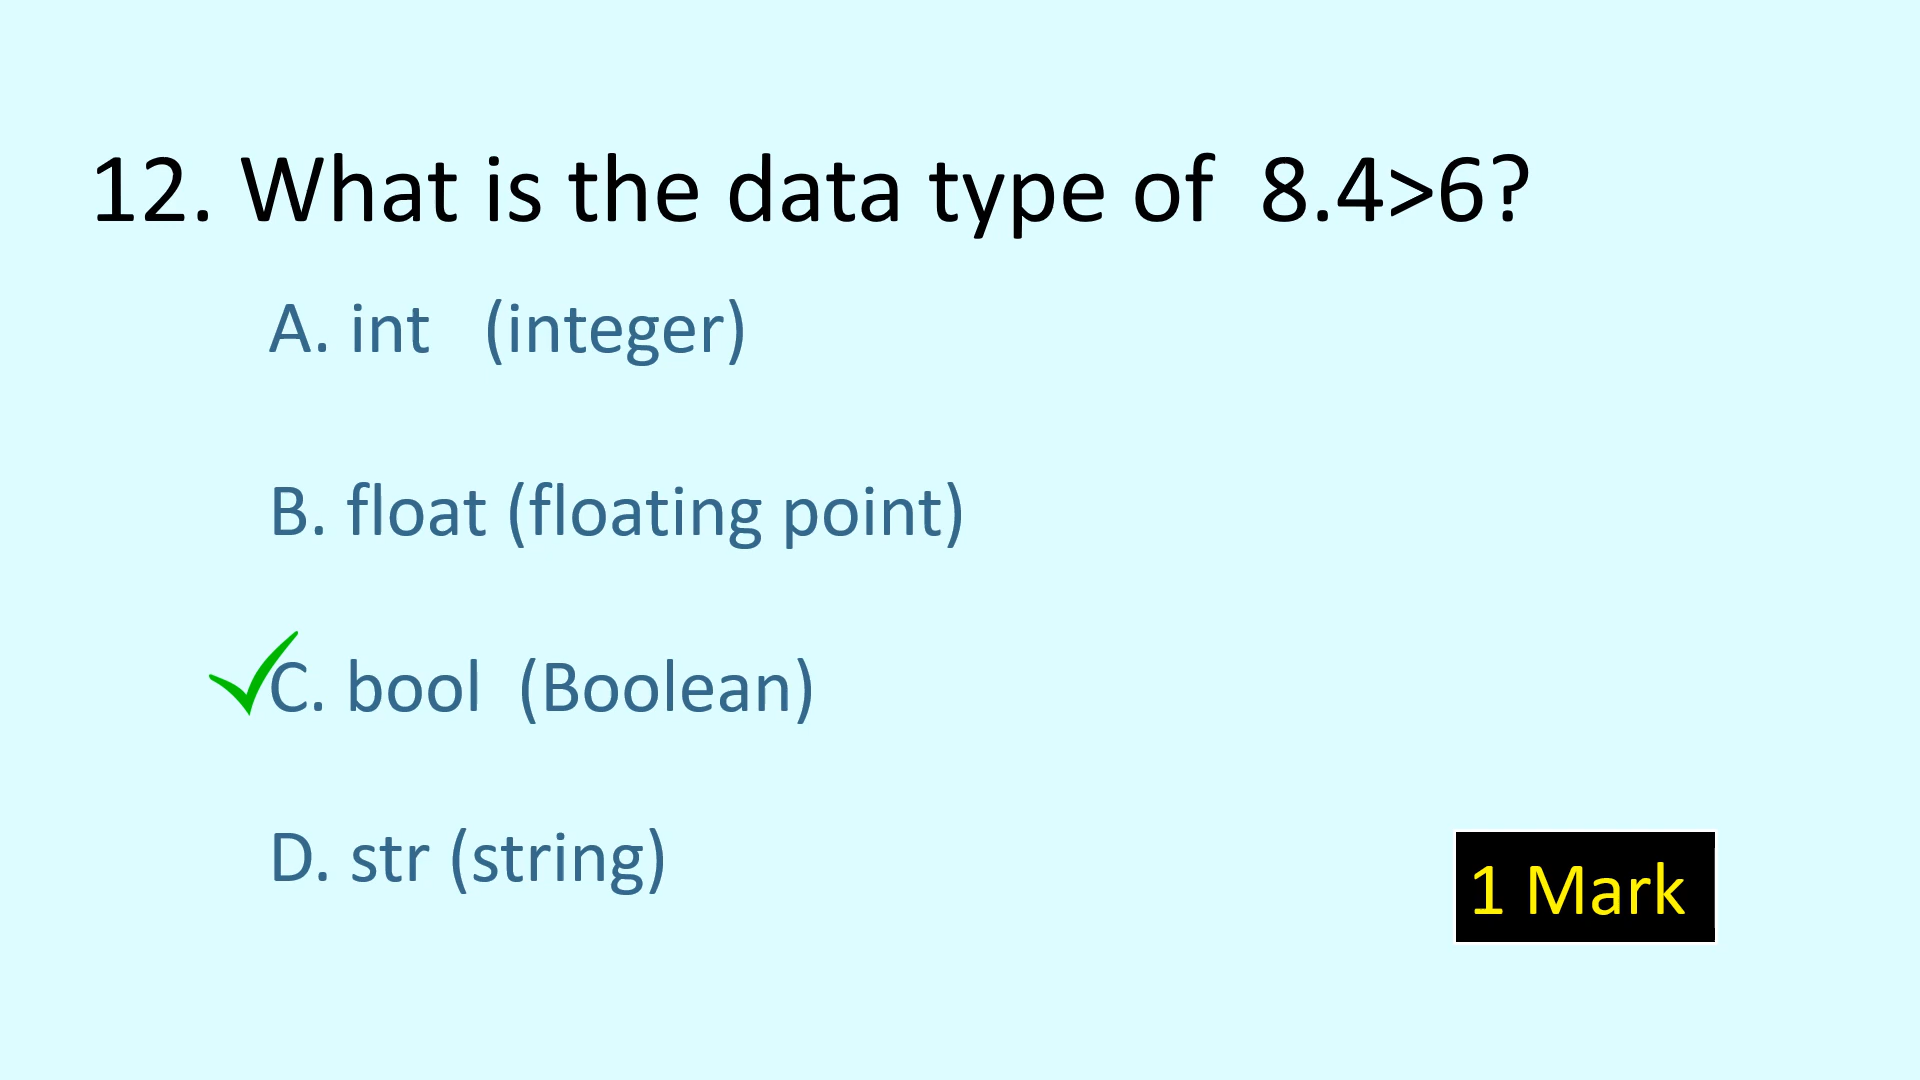 12. What is the data type of  8.4>6?
A. int   (integer)
B. float (floating point)
C. bool  (Boolean)
D. str (string)
1 Mark